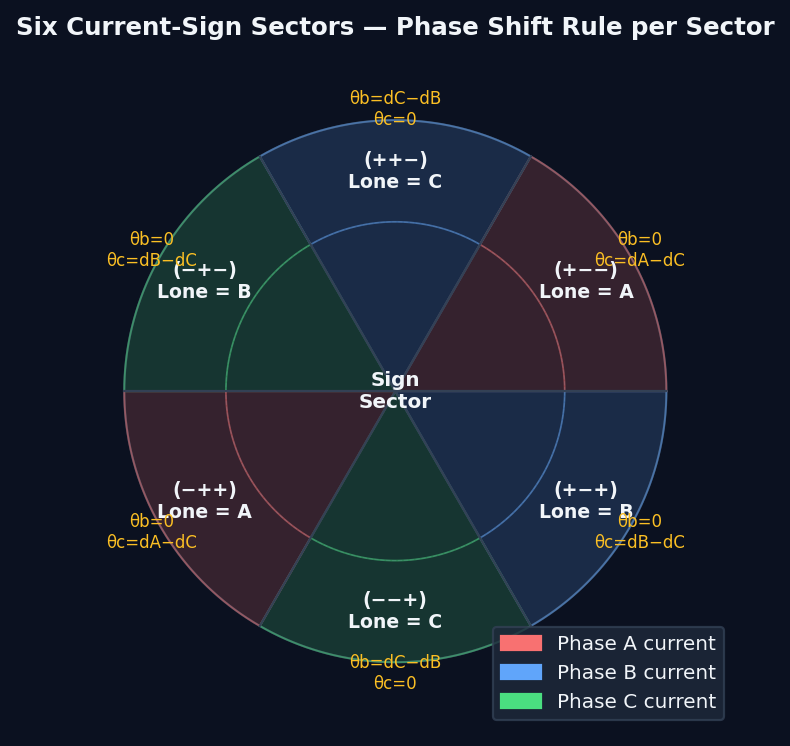 Six Current-Sign Sectors — Phase Shift Rule per Sector
θb=dC−dB
θc=0
(++−)
Lone = C
θb=0
θc=dB−dC
(−+−)
Lone = B
θb=0
θc=dA−dC
(+−−)
Lone = A
Sign
Sector
(−++)
Lone = A
θb=0
θc=dA−dC
(+−+)
Lone = B
θb=0
θc=dB−dC
(−−+)
Lone = C
θb=dC−dB
θc=0
Phase A current
Phase B current
Phase C current